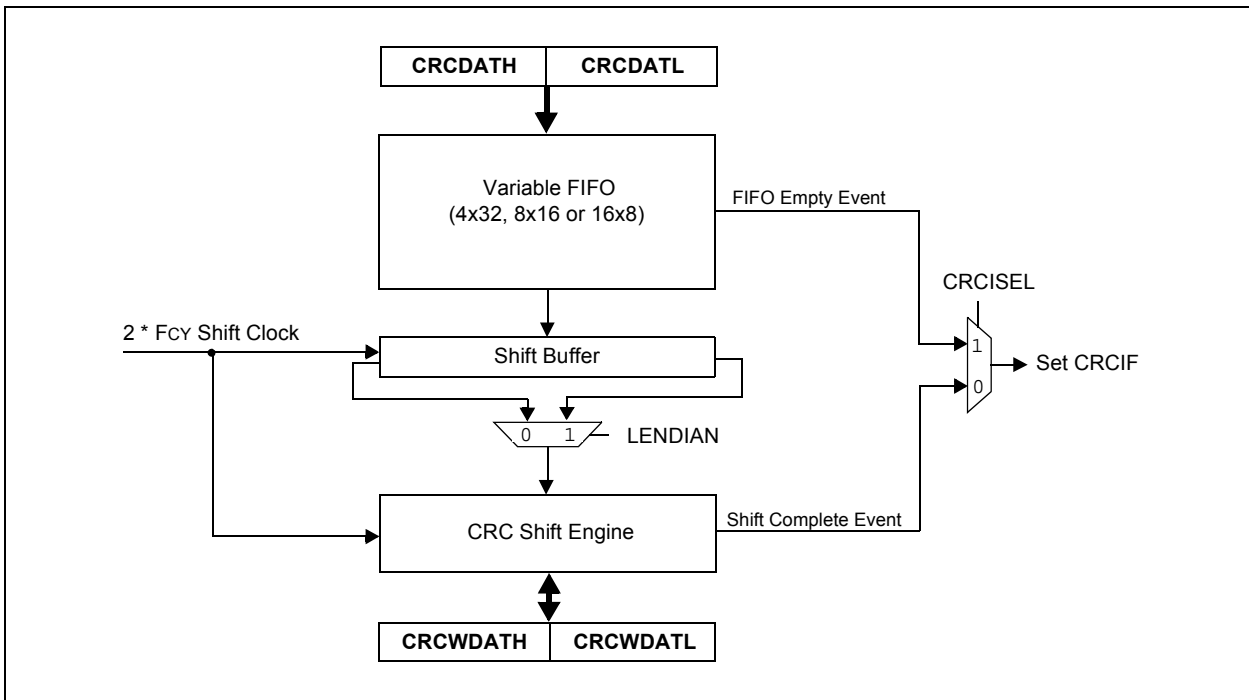 CRCDATH CRCDATL
Variable FIFO
(4x32, 8x16 or 16x8)
FIFO Empty Event
CRCISEL
2 * FCY Shift Clock
Shift Buffer
1
Set CRCIF
0
0 1
LENDIAN
CRC Shift Engine
Shift Complete Event
CRCWDATH CRCWDATL